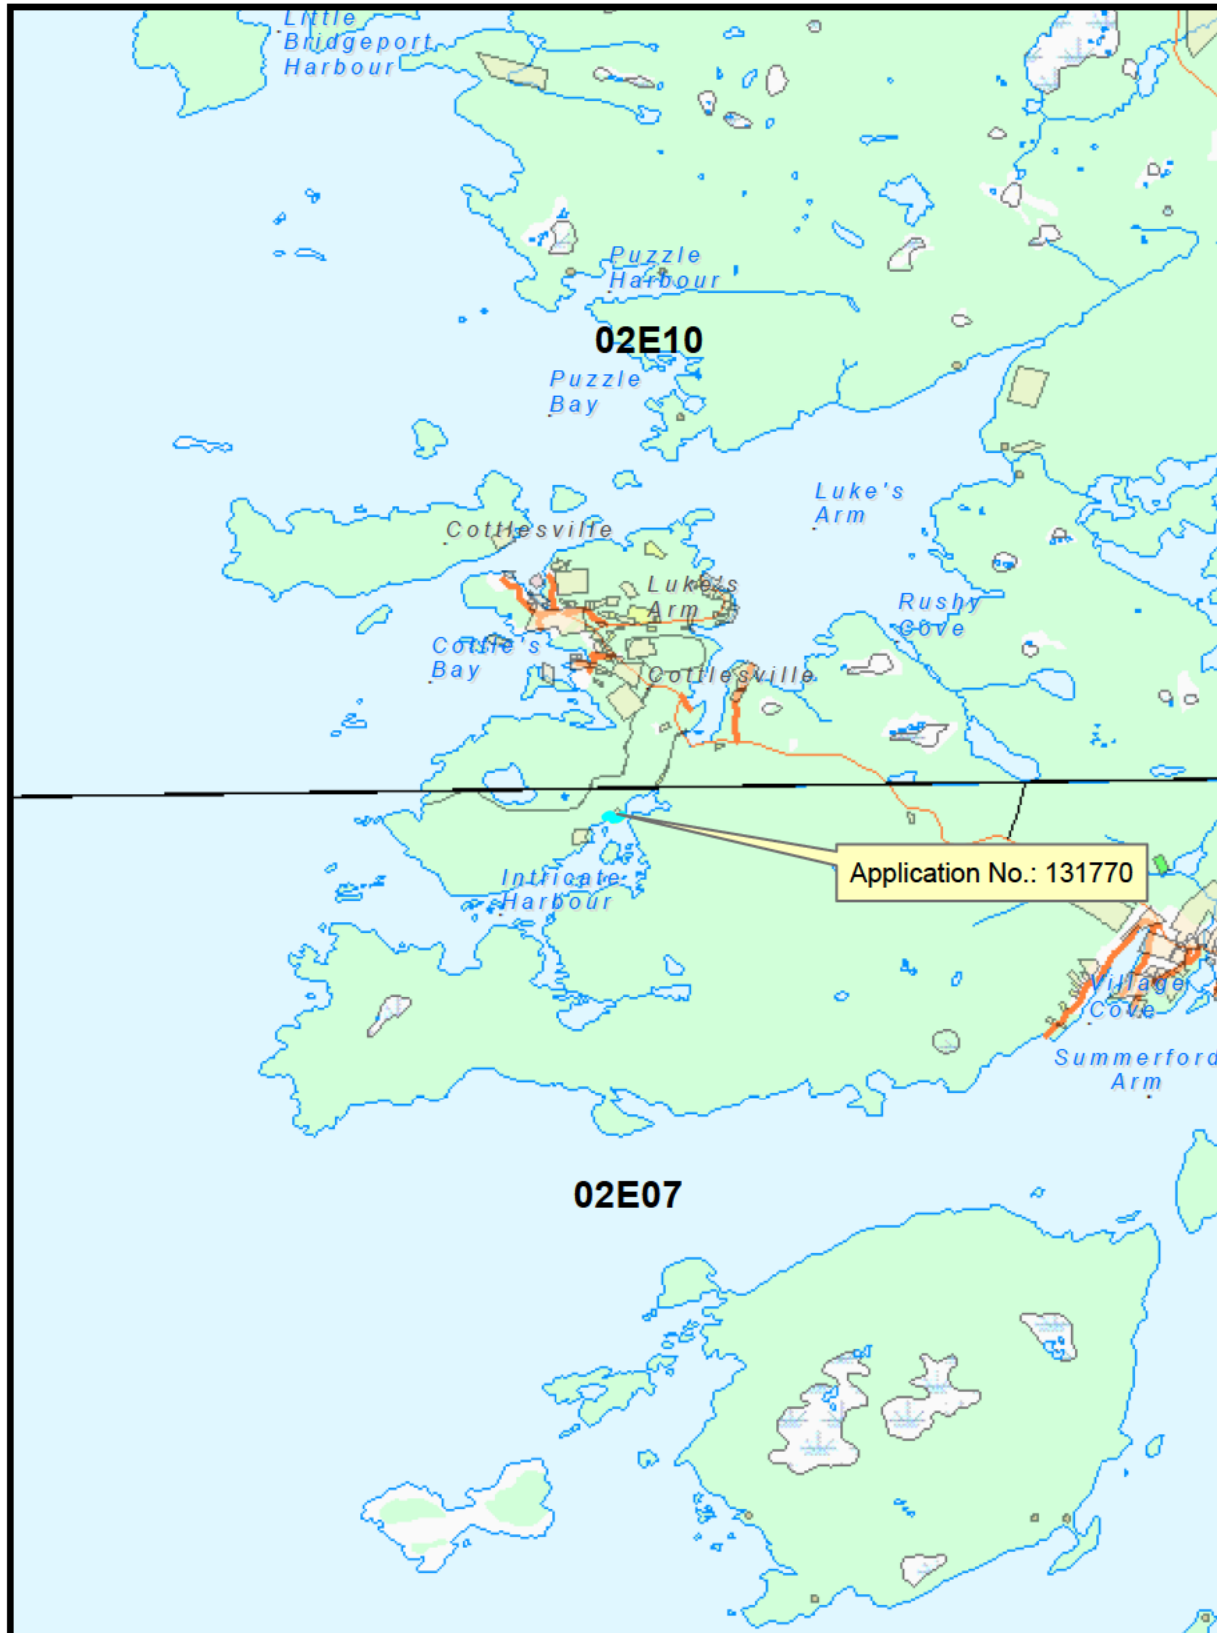 Little
Bridgeport
Harbour
Puzzle
Harbour
02E10
Puzzle
Bay
Luke's
Arm
Cottlesville
Luke's
Arm
Rushy
Cove
Cottle's
Bay
Cottlesville
Application No.: 131770
Intricate
Harbour
Village
Cove
Summerford
Arm
02E07